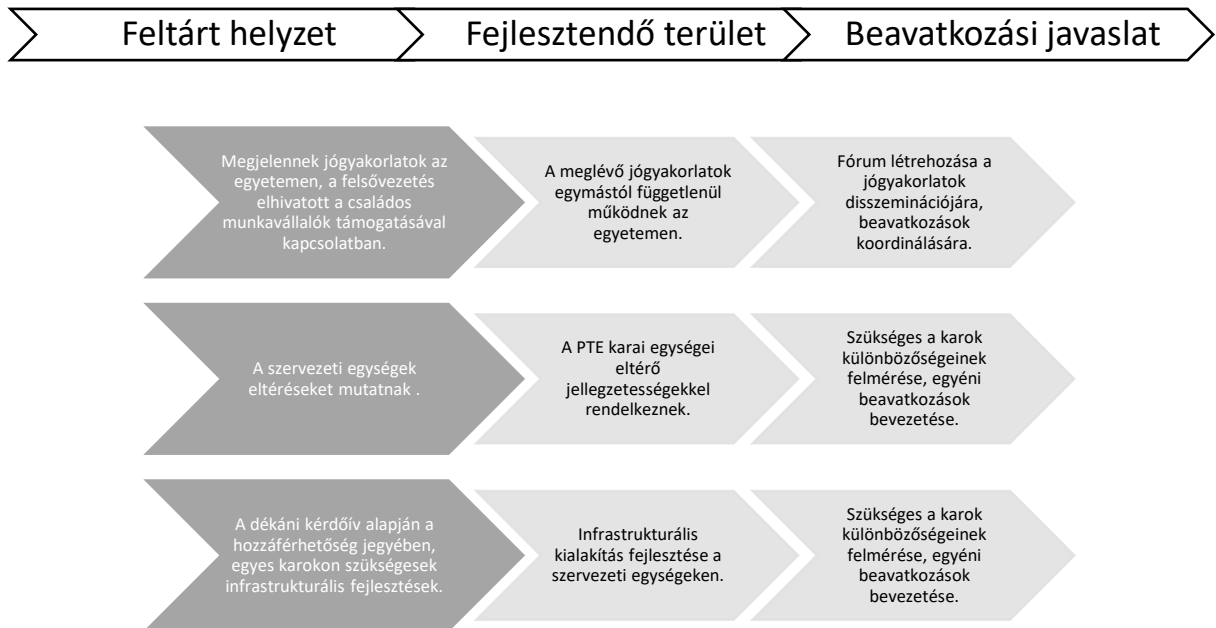 Feltárt helyzet
Fejlesztendő terület
Beavatkozási javaslat
Megjelennek jógyakorlatok az
egyetemen, a felsővezetés
elhivatott a családos
munkavállalók támogatásával
kapcsolatban.
A meglévő jógyakorlatok
egymástól függetlenül
működnek az
egyetemen.
Fórum létrehozása a
jógyakorlatok
disszeminációjára,
beavatkozások
koordinálására.
A szervezeti egységek
eltéréseket mutatnak .
A PTE karai egységei
eltérő
jellegzetességekkel
rendelkeznek.
Szükséges a karok
különbözőségeinek
felmérése, egyéni
beavatkozások
bevezetése.
A dékáni kérdőív alapján a
hozzáférhetőség jegyében,
egyes karokon szükségesek
infrastrukturális fejlesztések.
Infrastrukturális
kialakítás fejlesztése a
szervezeti egységeken.
Szükséges a karok
különbözőségeinek
felmérése, egyéni
beavatkozások
bevezetése.